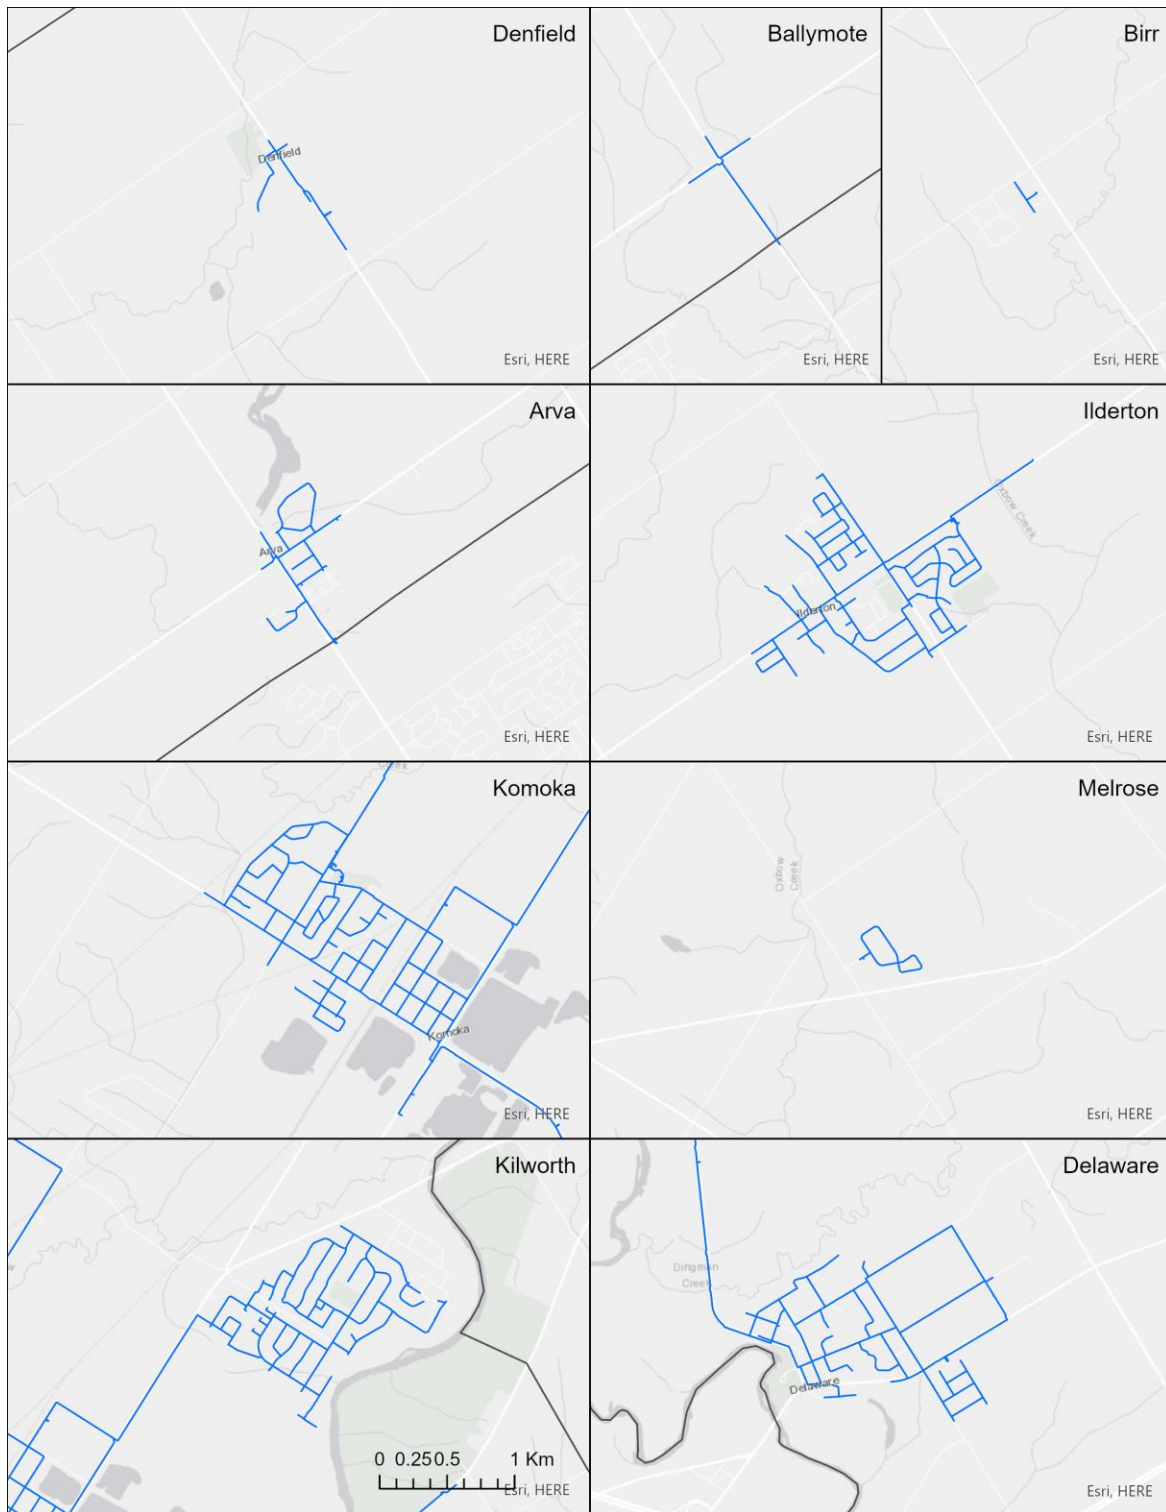 Denfield
Denfield
Esri, HERE
Ballymote
Esri, HERE
Birr
Esri, HERE
Arva
Arva
Esri, HERE
Ilderton
Oxbow Creek
Ilderton
Esri, HERE
Creek
Komoka
Komoka
Esri, HERE
Melrose
Oxbow
Creek
Esri, HERE
Kilworth
0 0.25 0.5 1 Km
Esri, HERE
Delaware
Dingman
Creek
Delaware
Esri, HERE